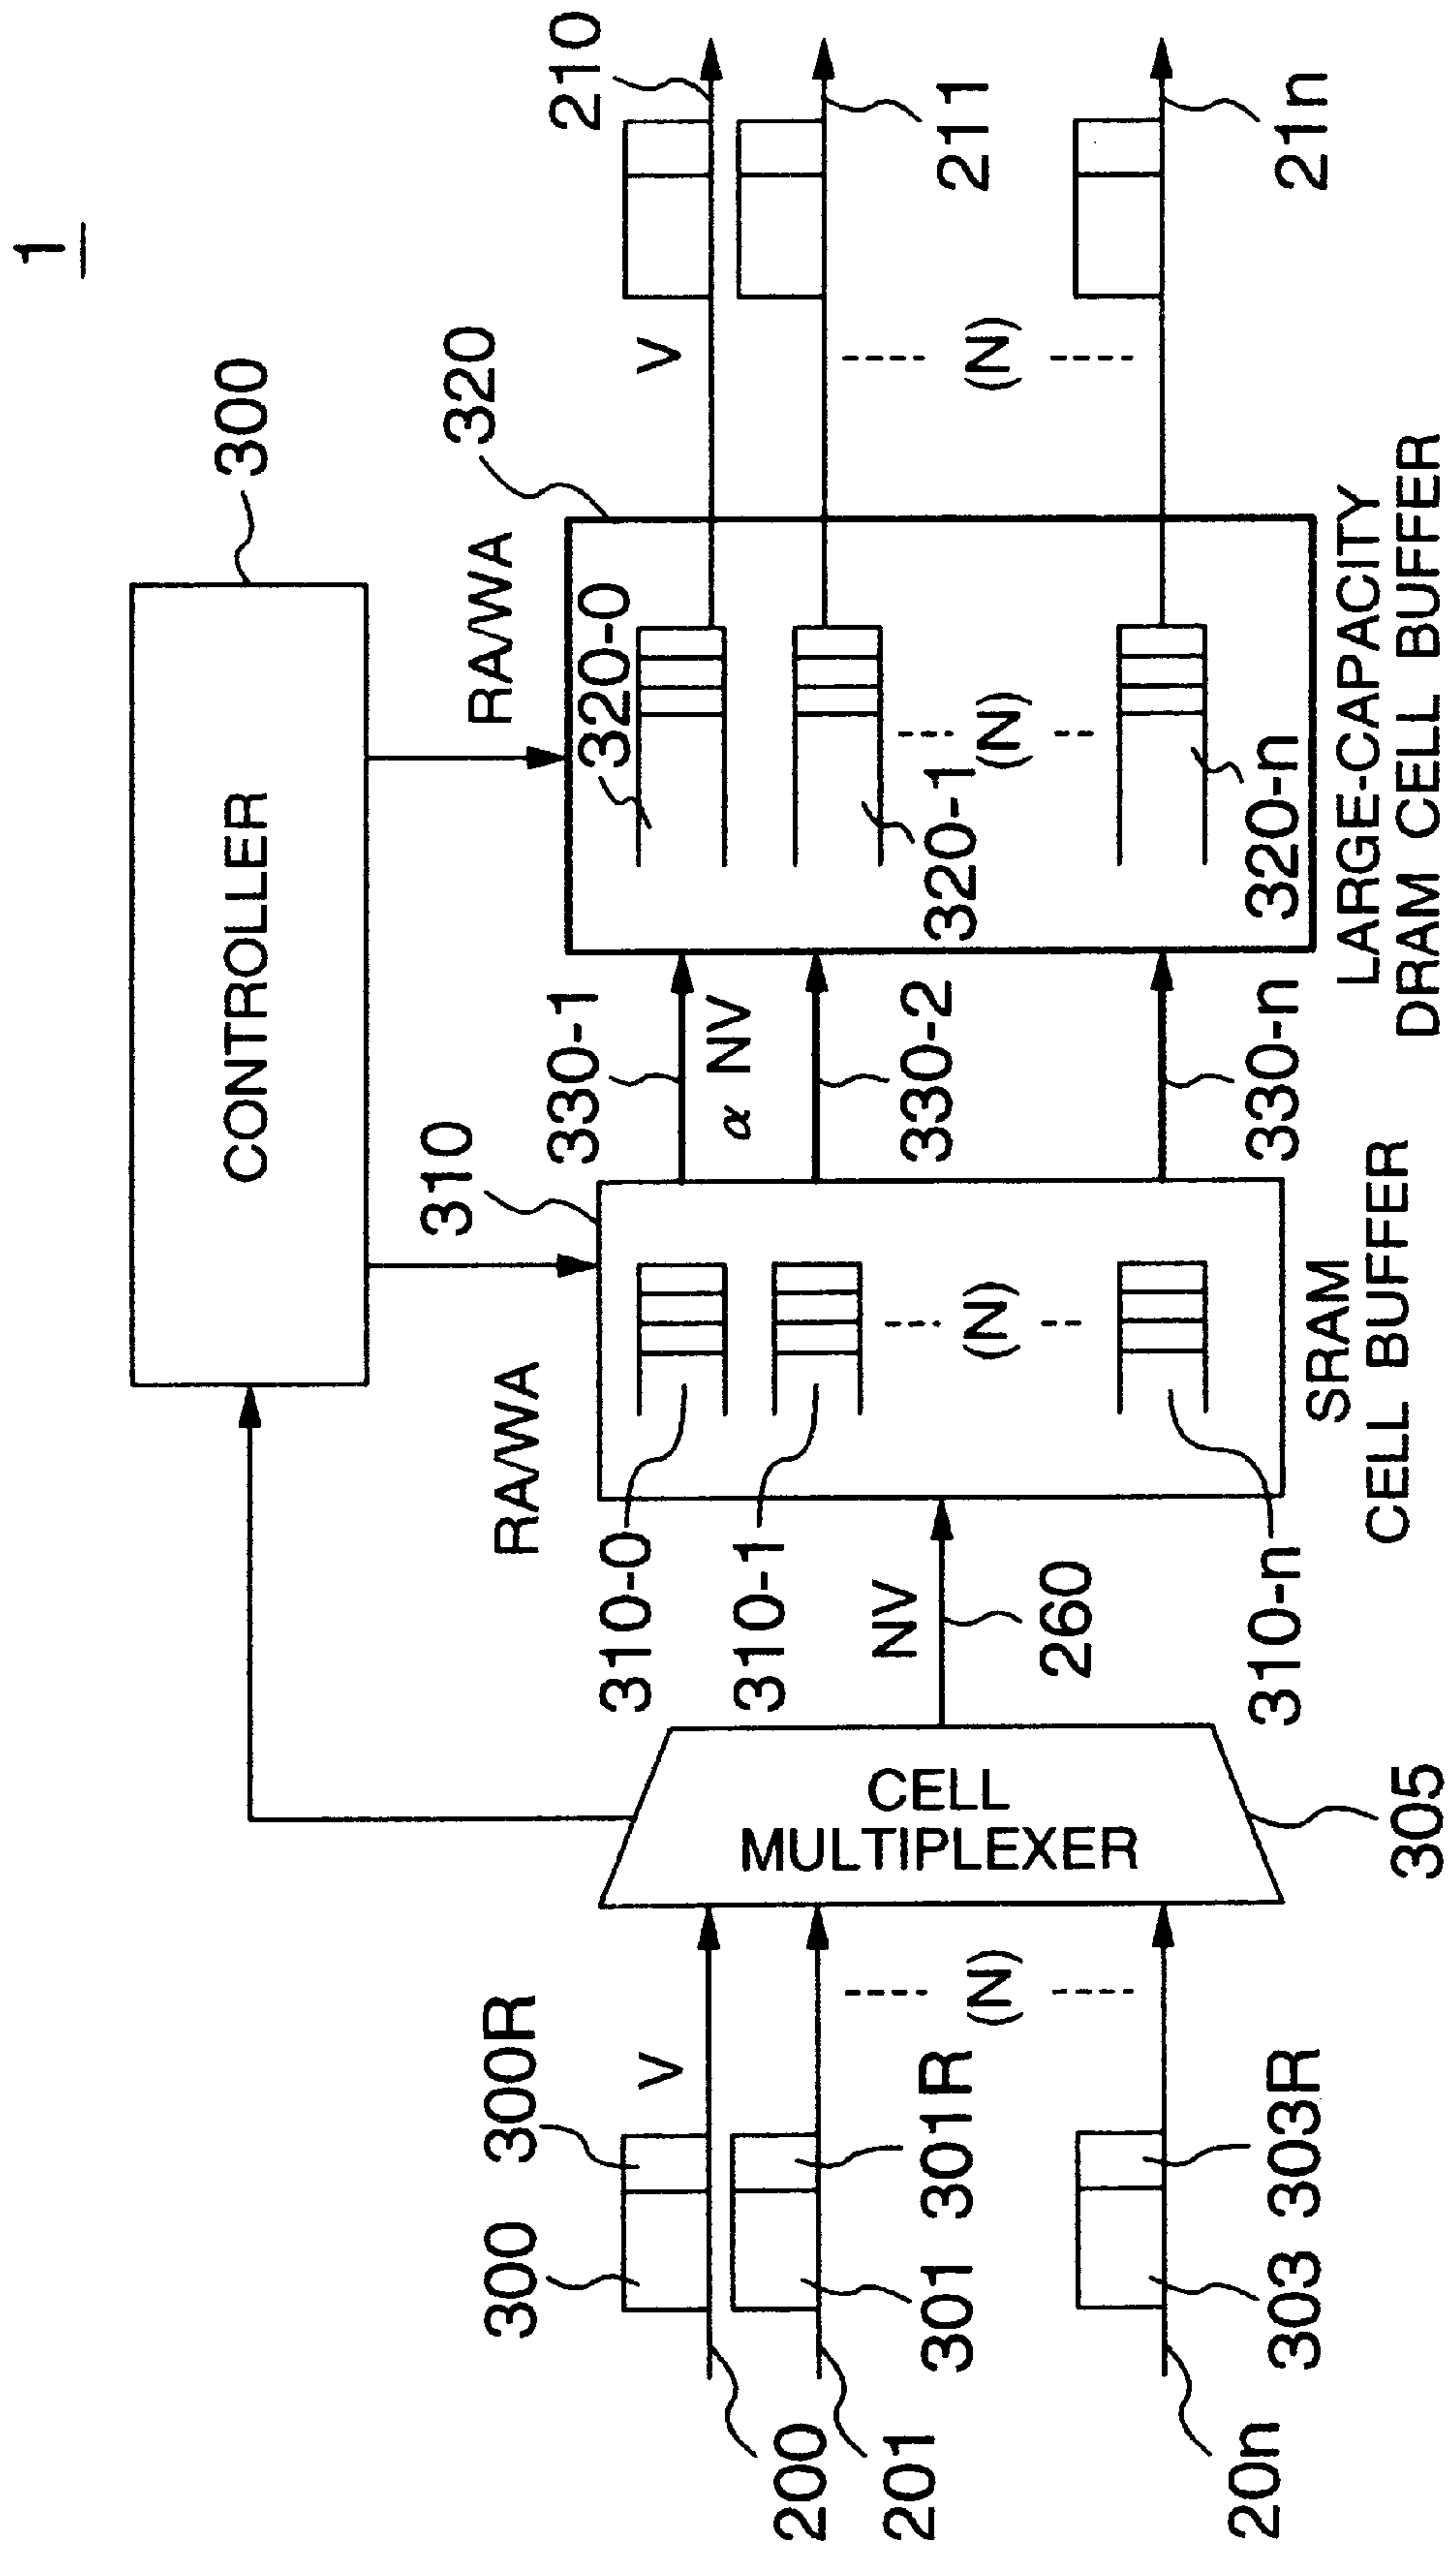 1
CONTROLLER
300
RA/WA
310
RA/WA
320
300
300R
V
200
301
301R
201
(N)
303
303R
20n
CELL
MULTIPLEXER
305
NV
260
310-0
310-1
(N)
310-n
SRAM
CELL BUFFER
330-1
α NV
330-2
330-n
320-0
320-1
(N)
320-n
LARGE-CAPACITY
DRAM CELL BUFFER
V
210
211
(N)
21n